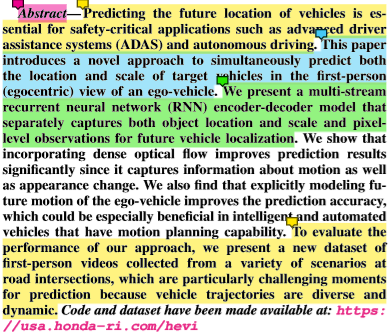 Abstract—Predicting the future location of vehicles is es-
sential for safety-critical applications such as advanced driver
assistance systems (ADAS) and autonomous driving. This paper
introduces a novel approach to simultaneously predict both
the location and scale of target vehicles in the first-person
(egocentric) view of an ego-vehicle. We present a multi-stream
recurrent neural network (RNN) encoder-decoder model that
separately captures both object location and scale and pixel-
level observations for future vehicle localization. We show that
incorporating dense optical flow improves prediction results
significantly since it captures information about motion as well
as appearance change. We also find that explicitly modeling fu-
ture motion of the ego-vehicle improves the prediction accuracy,
which could be especially beneficial in intelligent and automated
vehicles that have motion planning capability. To evaluate the
performance of our approach, we present a new dataset of
first-person videos collected from a variety of scenarios at
road intersections, which are particularly challenging moments
for prediction because vehicle trajectories are diverse and
dynamic. Code and dataset have been made available at: https:
//usa.honda-ri.com/hevi